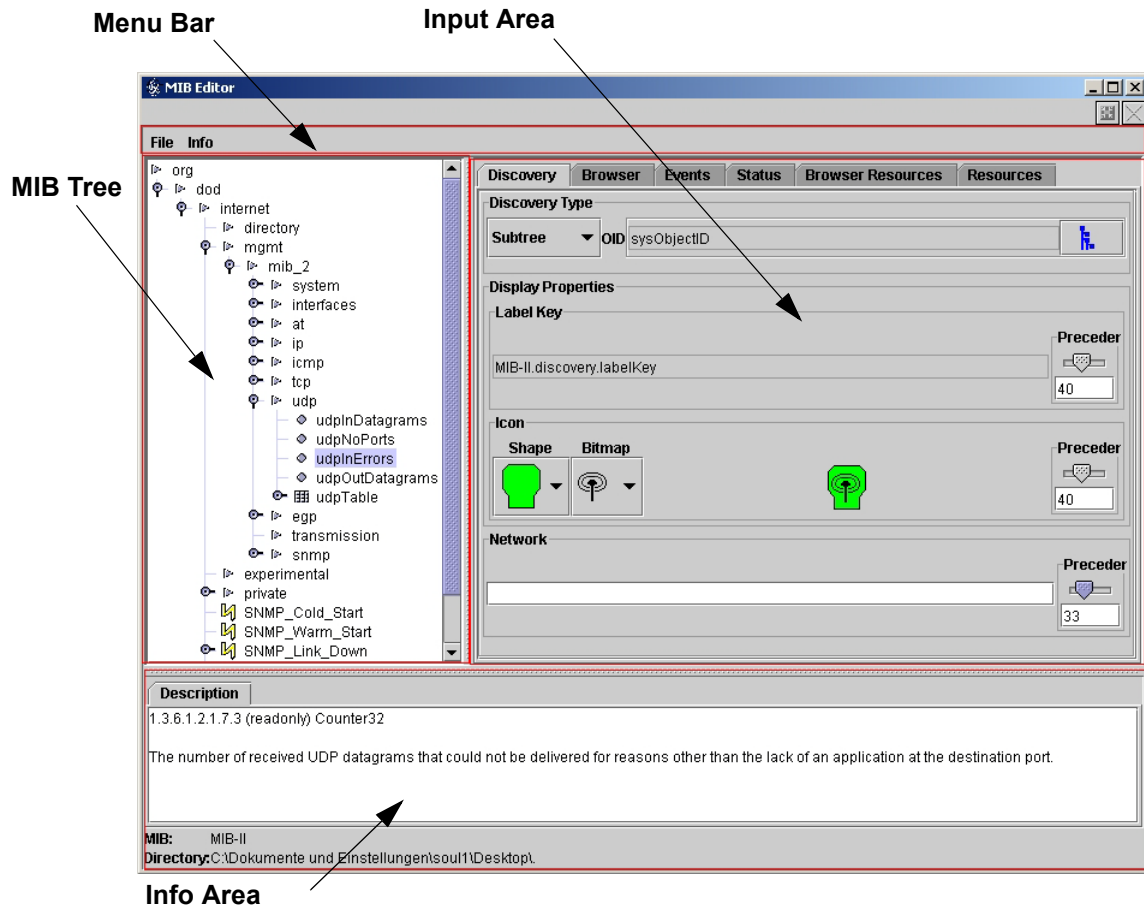 Menu Bar
Input Area
MIB Editor
File Info
MIB Tree
org
dod
internet
directory
mgmt
mib_2
system
interfaces
at
ip
icmp
tcp
udp
udpInDatagrams
udpNoPorts
udpInErrors
udpOutDatagrams
udpTable
egp
transmission
snmp
experimental
private
SNMP_Cold_Start
SNMP_Warm_Start
SNMP_Link_Down
Discovery Browser Events Status Browser Resources Resources
Discovery Type
Subtree OID sysObjectID
Display Properties
Label Key
Preceder
MIB-II.discovery.labelKey
40
Icon
Shape Bitmap
Preceder
40
Network
Preceder
33
Description
1.3.6.1.2.1.7.3 (readonly) Counter32
The number of received UDP datagrams that could not be delivered for reasons other than the lack of an application at the destination port.
MIB: MIB-II
Directory:C:\Dokumente und Einstellungen\soul1\Desktop\.
Info Area